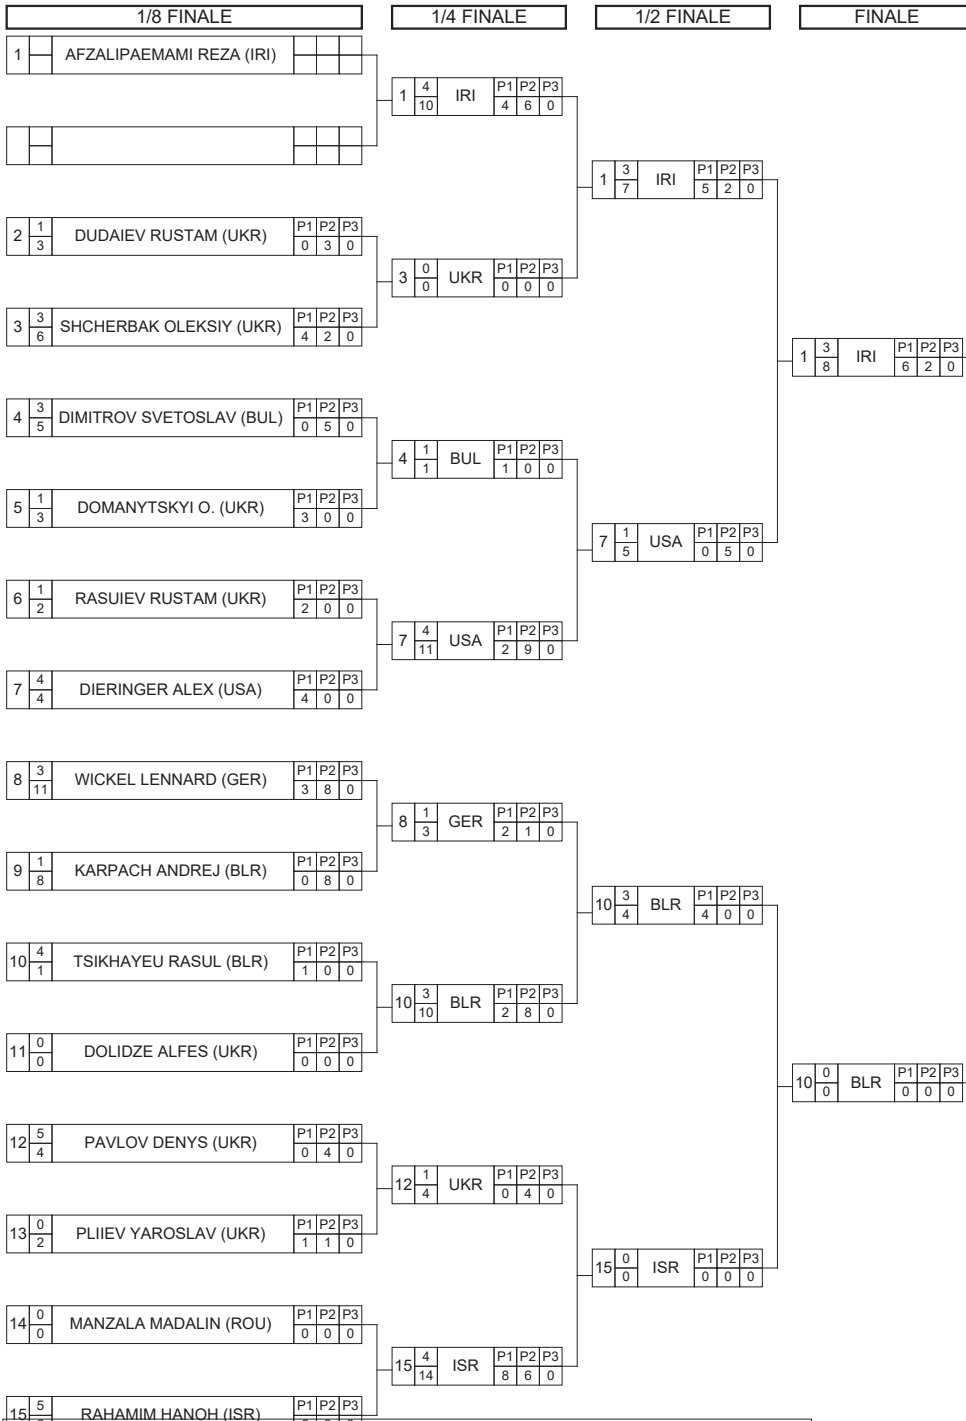 1/8 FINALE 1/4 FINALE 1/2 FINALE FINALE
1 AFZALIPAEMAMI REZA (IRI)
1 4 10 IRI P1 P2 P3 4 6 0
1 3 7 IRI P1 P2 P3 5 2 0
2 1 3 DUDAIEV RUSTAM (UKR) P1 P2 P3 0 3 0
3 0 0 UKR P1 P2 P3 0 0 0
3 3 6 SHCHERBAK OLEKSIY (UKR) P1 P2 P3 4 2 0
1 3 8 IRI P1 P2 P3 6 2 0
4 3 5 DIMITROV SVETOSLAV (BUL) P1 P2 P3 0 5 0
4 1 1 BUL P1 P2 P3 1 0 0
5 1 3 DOMANYTSKYI O. (UKR) P1 P2 P3 3 0 0
7 1 5 USA P1 P2 P3 0 5 0
6 1 2 RASUIEV RUSTAM (UKR) P1 P2 P3 2 0 0
7 4 11 USA P1 P2 P3 2 9 0
7 4 4 DIERINGER ALEX (USA) P1 P2 P3 4 0 0
8 3 11 WICKEL LENNARD (GER) P1 P2 P3 3 8 0
8 1 3 GER P1 P2 P3 2 1 0
9 1 8 KARPACH ANDREJ (BLR) P1 P2 P3 0 8 0
10 3 4 BLR P1 P2 P3 4 0 0
10 4 1 TSIKHAYEU RASUL (BLR) P1 P2 P3 1 0 0
10 3 10 BLR P1 P2 P3 2 8 0
11 0 0 DOLIDZE ALFES (UKR) P1 P2 P3 0 0 0
10 0 0 BLR P1 P2 P3 0 0 0
12 5 4 PAVLOV DENYS (UKR) P1 P2 P3 0 4 0
12 1 4 UKR P1 P2 P3 0 4 0
13 0 2 PLIIEV YAROSLAV (UKR) P1 P2 P3 1 1 0
15 0 0 ISR P1 P2 P3 0 0 0
14 0 0 MANZALA MADALIN (ROU) P1 P2 P3 0 0 0
15 4 14 ISR P1 P2 P3 8 6 0
15 5 RAHAMIM HANOH (ISR) P1 P2 P3